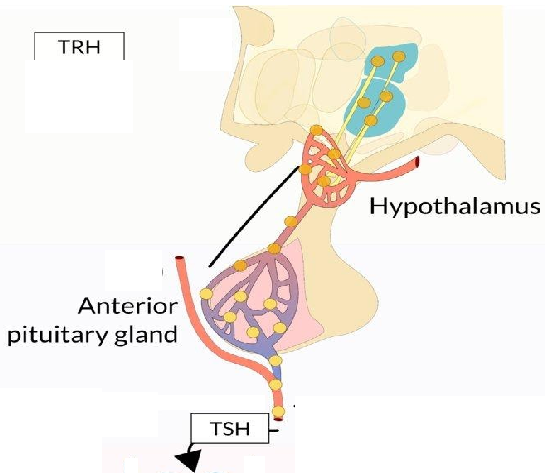 TRH
Hypothalamus
Anterior
pituitary gland
TSH